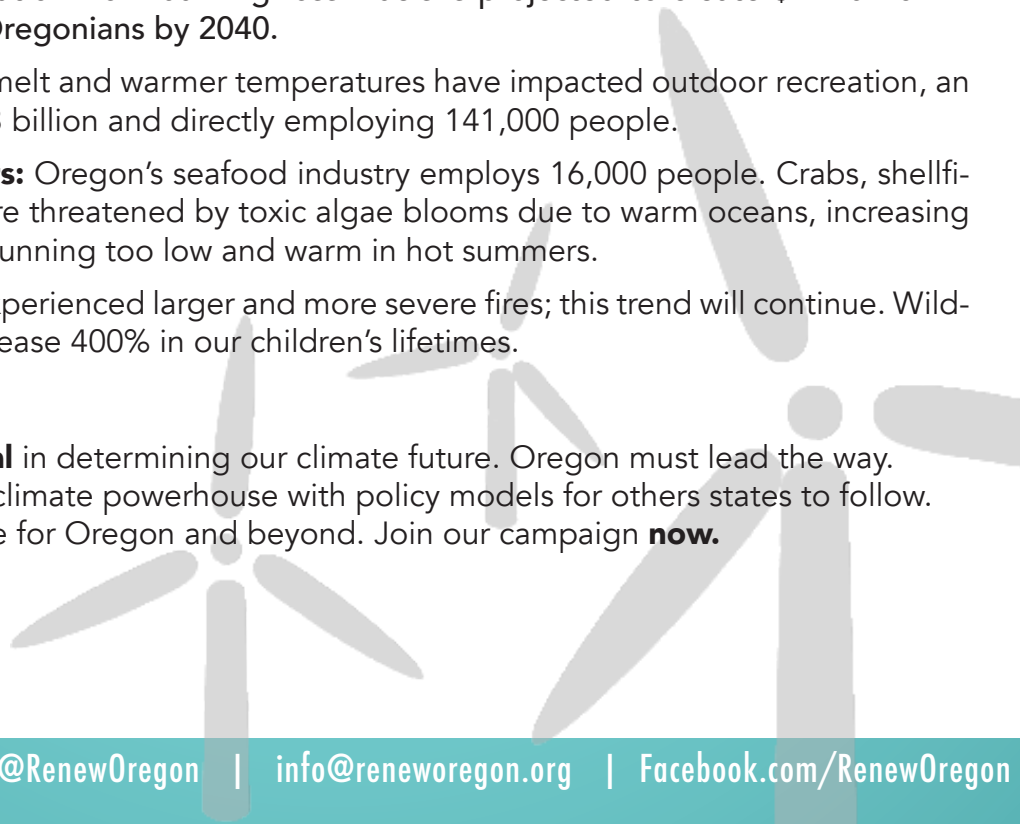 Oregonians by 2040.
melt and warmer temperatures have impacted outdoor recreation, an
billion and directly employing 141,000 people.
s: Oregon’s seafood industry employs 16,000 people. Crabs, shellfi-
re threatened by toxic algae blooms due to warm oceans, increasing
unning too low and warm in hot summers.
xperienced larger and more severe fires; this trend will continue. Wild-
ease 400% in our children’s lifetimes.
al in determining our climate future. Oregon must lead the way.
climate powerhouse with policy models for others states to follow.
e for Oregon and beyond. Join our campaign now.
@RenewOregon | info@reneworegon.org | Facebook.com/RenewOregon